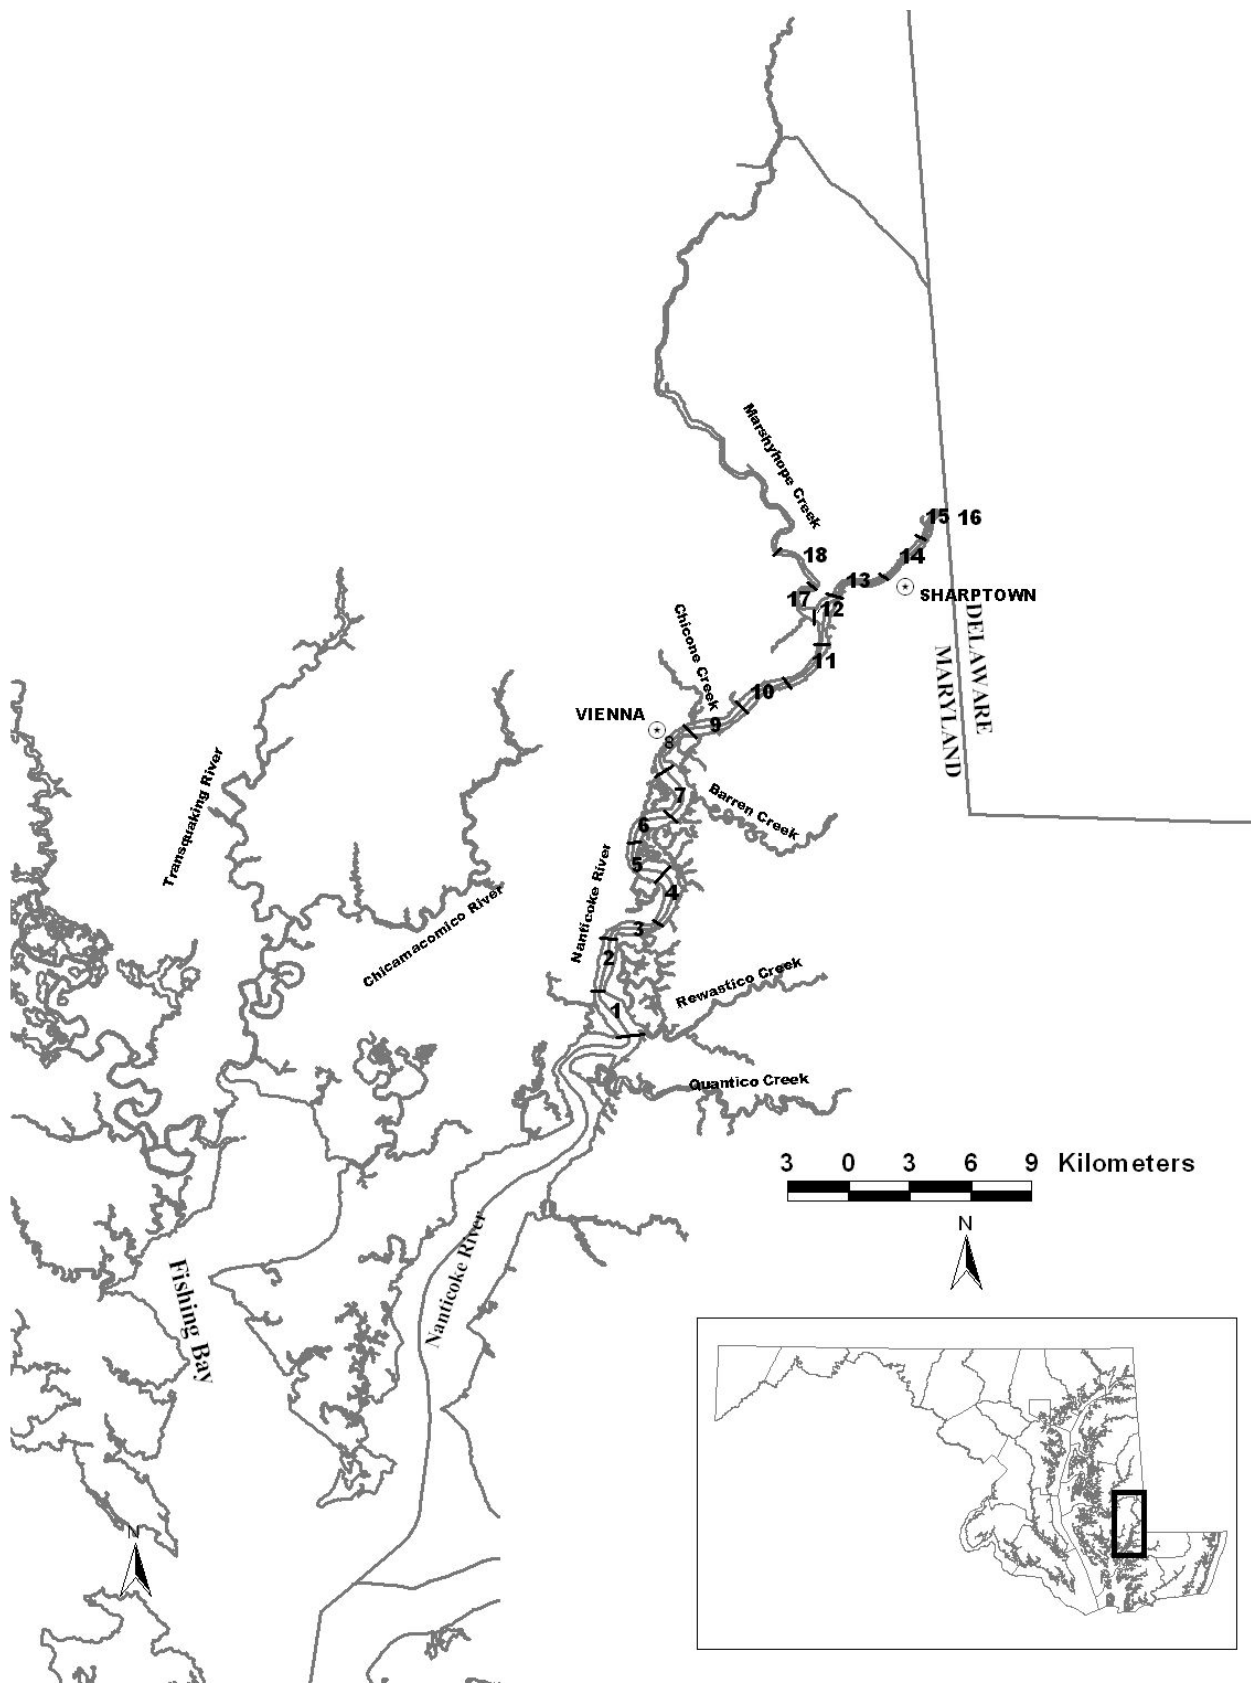 Marshyhope Creek
15 16
14
18
13
SHARPTOWN
17
12
DELAWARE
MARYLAND
11
Chicone Creek
10
VIENNA
9
8
7
Barren Creek
6
5
4
Transquaking River
Chicamacomico River
Nanticoke River
3
2
Rewastico Creek
1
Quantico Creek
3 0 3 6 9 Kilometers
N
Nanticoke River
Fishing Bay
N